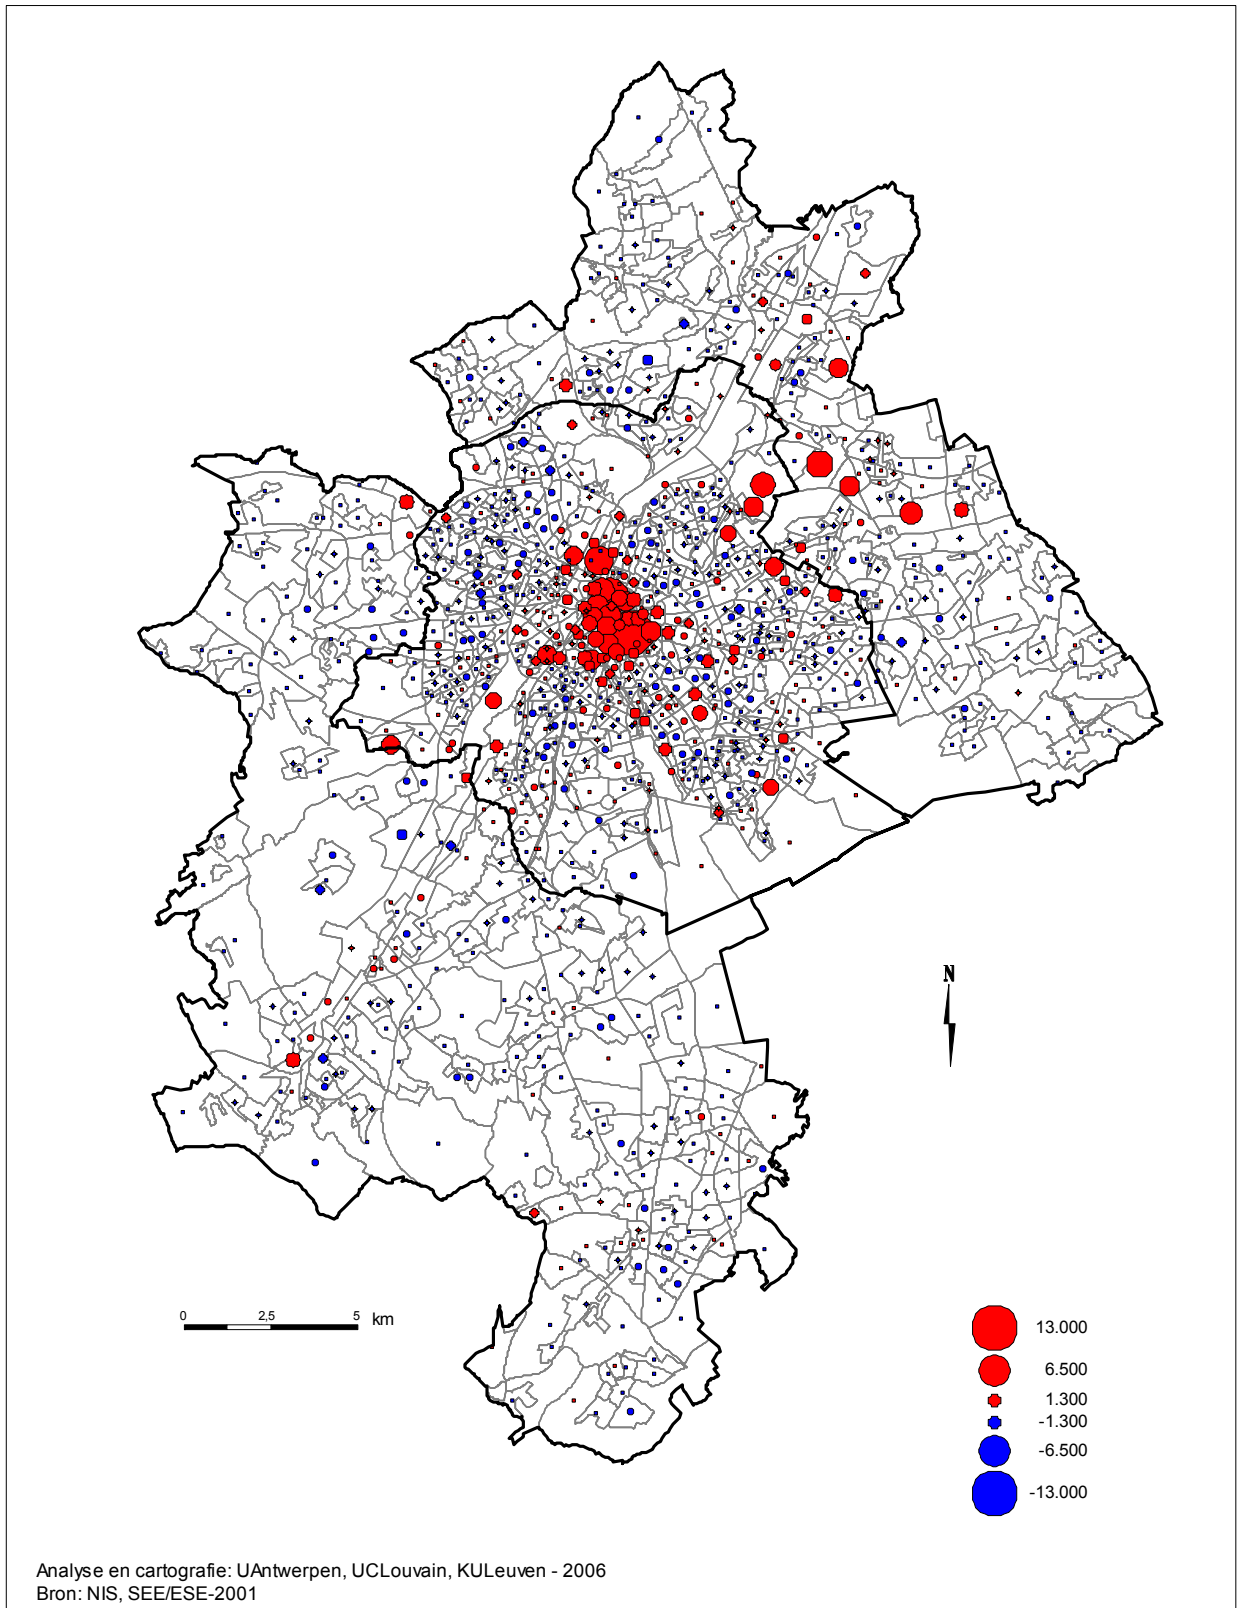 N
0 2,5 5 km
13.000
6.500
1.300
-1.300
-6.500
-13.000
Analyse en cartografie: UAntwerpen, UCLouvain, KULeuven - 2006
Bron: NIS, SEE/ESE-2001